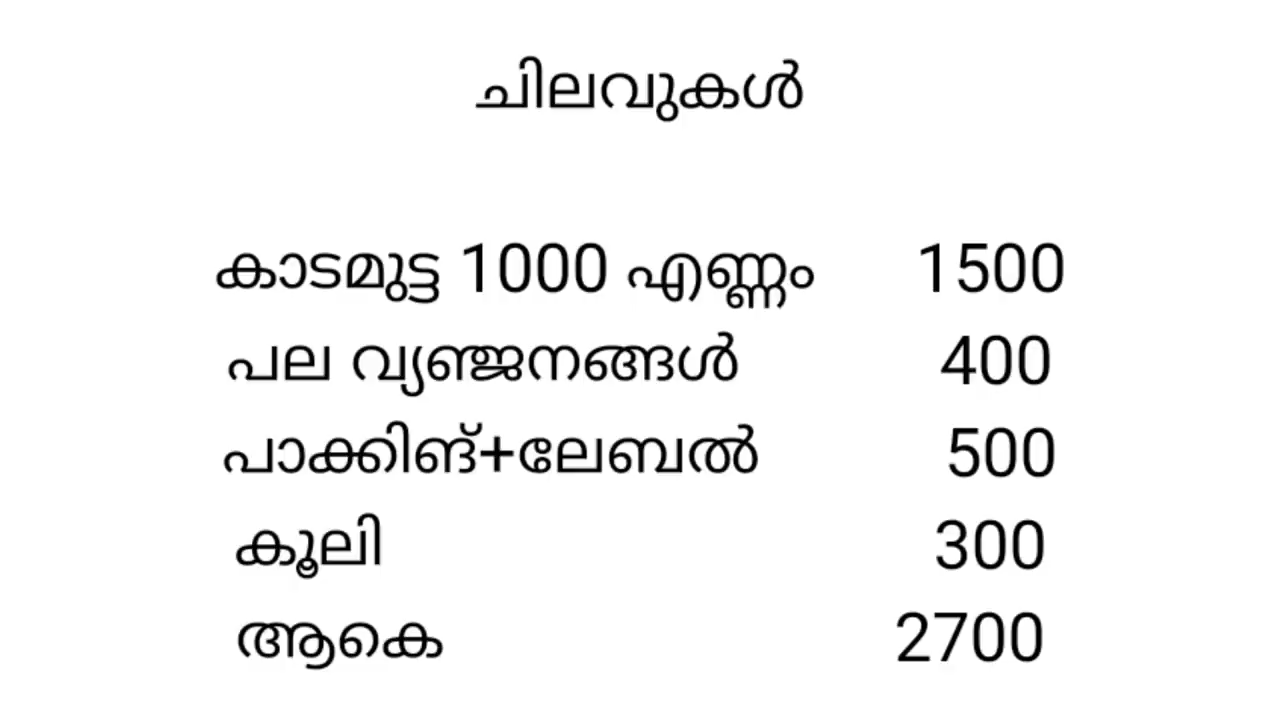 ചിലവുകൾ
കാടമുട്ട 1000 എണ്ണം 1500
പല വ്യഞ്ജനങ്ങൾ 400
പാക്കിങ്+ലേബൽ 500
കൂലി 300
ആകെ 2700